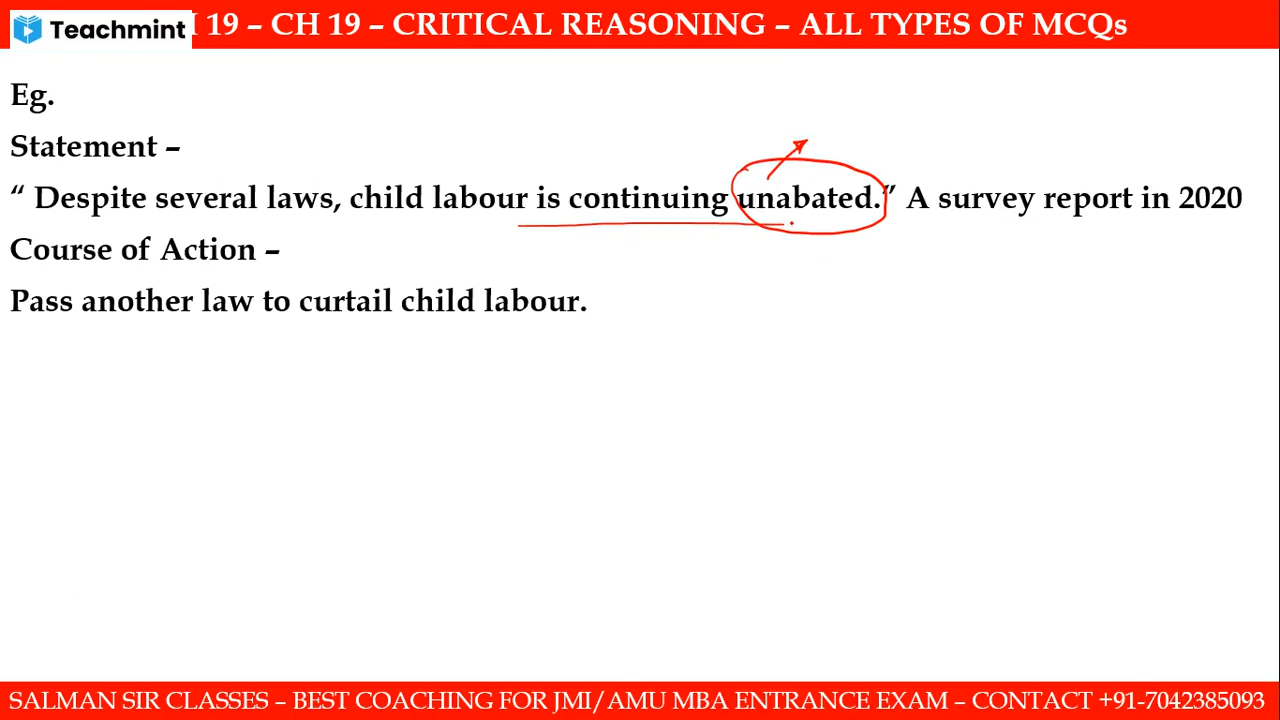 Teachmint 19 – CH 19 – CRITICAL REASONING – ALL TYPES OF MCQs
Eg.
Statement –
“ Despite several laws, child labour is continuing unabated.” A survey report in 2020
Course of Action –
Pass another law to curtail child labour.
SALMAN SIR CLASSES – BEST COACHING FOR JMI/AMU MBA ENTRANCE EXAM – CONTACT +91-7042385093